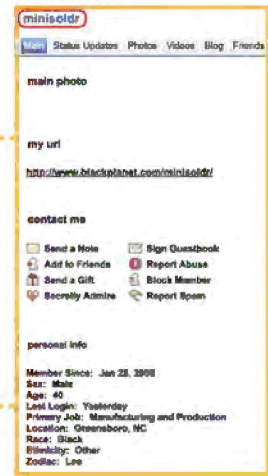 minisoldr
Main Status Updates Photos Videos Blog Friends
main photo
my url
http://www.blackplanet.com/minisoldr/
contact me
Send a Note Sign Guestbook
Add to Friends Report Abuse
Send a Gift Block Member
Secretly Admire Report Spam
personal info
Member Since: Jan 28,
Sex: Male
Age: 40
Last Login: Yesterday
Primary Job: Manufacturing and Production
Location: Greensboro, NC
Race: Black
Ethnicity: Other
Zodiac: Leo